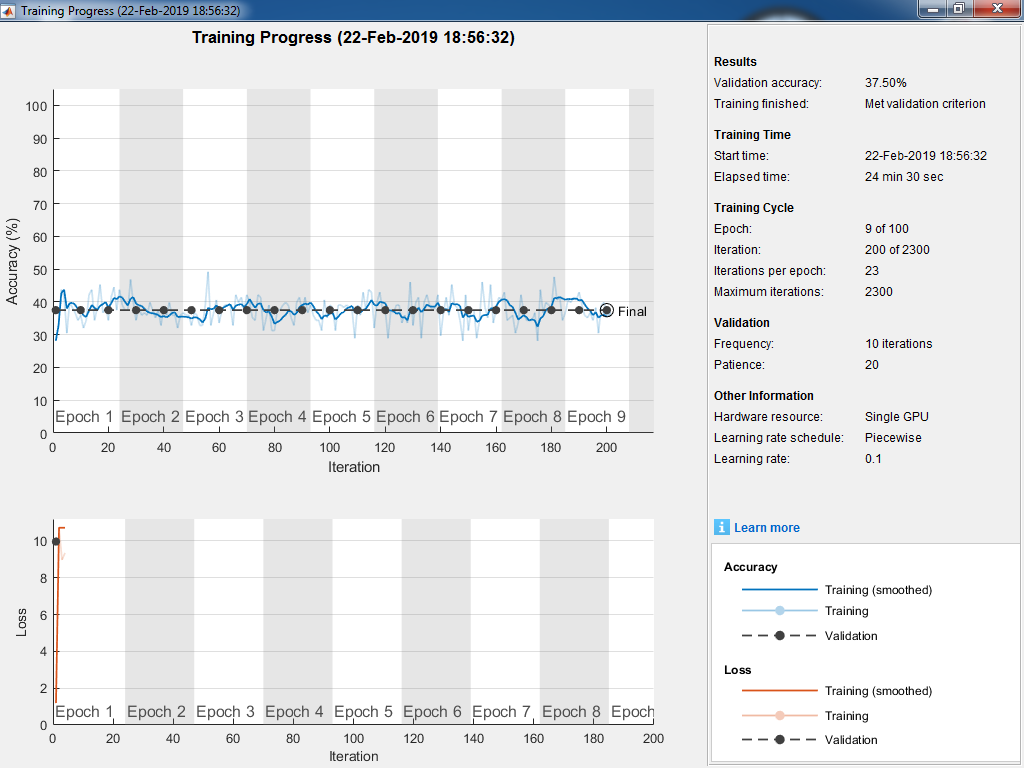 Training Progress (22-Feb-2019 18:56:32)
Training Progress (22-Feb-2019 18:56:32)
100
90
80
70
60
50
40
30
20
10
0
Accuracy (%)
Final
Epoch 1 Epoch 2 Epoch 3 Epoch 4 Epoch 5 Epoch 6 Epoch 7 Epoch 8 Epoch 9
0 20 40 60 80 100 120 140 160 180 200
Iteration
10
8
6
4
2
0
Loss
Epoch 1 Epoch 2 Epoch 3 Epoch 4 Epoch 5 Epoch 6 Epoch 7 Epoch 8 Epoch
0 20 40 60 80 100 120 140 160 180 200
Iteration
Results
Validation accuracy: 37.50%
Training finished: Met validation criterion
Training Time
Start time: 22-Feb-2019 18:56:32
Elapsed time: 24 min 30 sec
Training Cycle
Epoch: 9 of 100
Iteration: 200 of 2300
Iterations per epoch: 23
Maximum iterations: 2300
Validation
Frequency: 10 iterations
Patience: 20
Other Information
Hardware resource: Single GPU
Learning rate schedule: Piecewise
Learning rate: 0.1
i Learn more
Accuracy
Training (smoothed)
Training
Validation
Loss
Training (smoothed)
Training
Validation